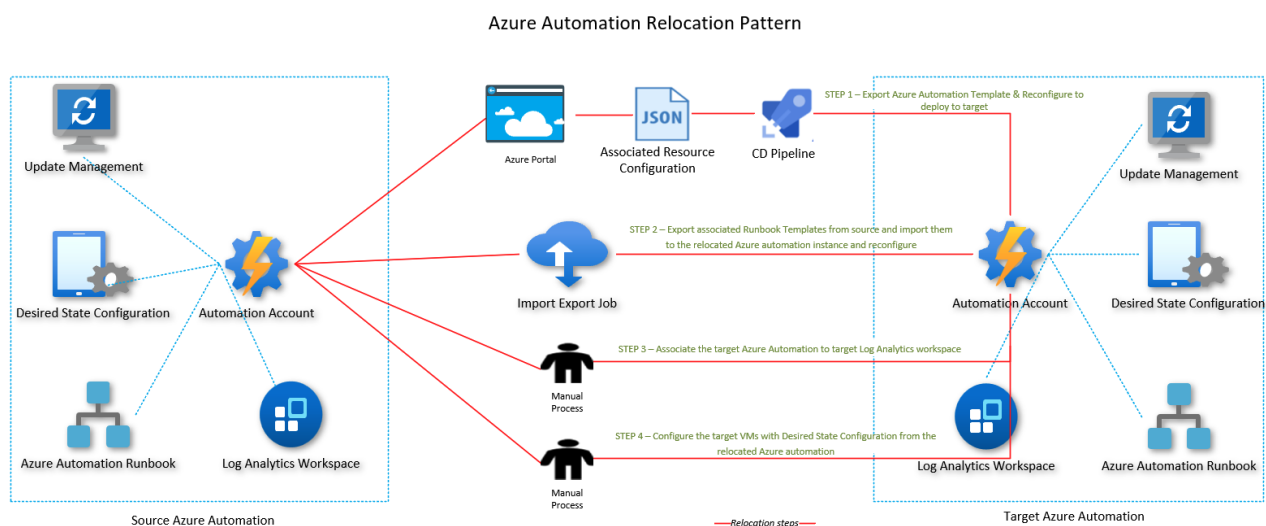 Azure Automation Relocation Pattern
Update Management
Desired State Configuration
Automation Account
Azure Automation Runbook
Log Analytics Workspace
Source Azure Automation
Azure Portal
JSON
Associated Resource
Configuration
CD Pipeline
STEP 1 – Export Azure Automation Template & Reconfigure to
deploy to target
Import Export Job
STEP 2 – Export associated Runbook Templates from source and import them
to the relocated Azure automation instance and reconfigure
Manual
Process
STEP 3 – Associate the target Azure Automation to target Log Analytics workspace
Manual
Process
STEP 4 – Configure the target VMs with Desired State Configuration from the
relocated Azure automation
Relocation steps
Update Management
Automation Account
Desired State Configuration
Log Analytics Workspace
Azure Automation Runbook
Target Azure Automation